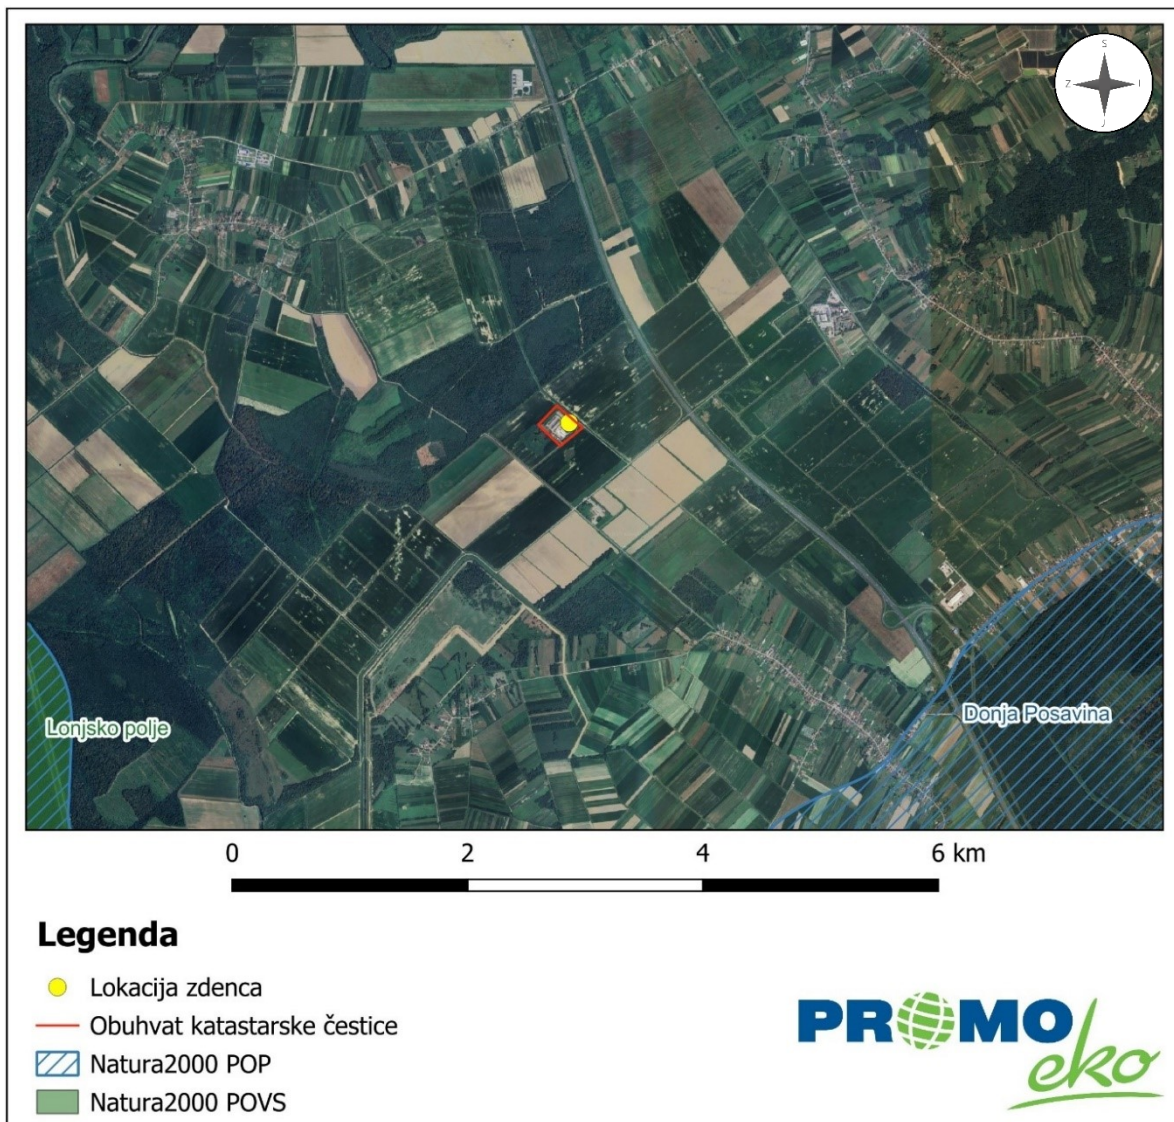 S
Z
I
J
Lonjsko polje
Donja Posavina
0 2 4 6 km
Legenda
Lokacija zdenca
Obuhvat katastarske čestice
Natura2000 POP
Natura2000 POVS
PROMO
eko